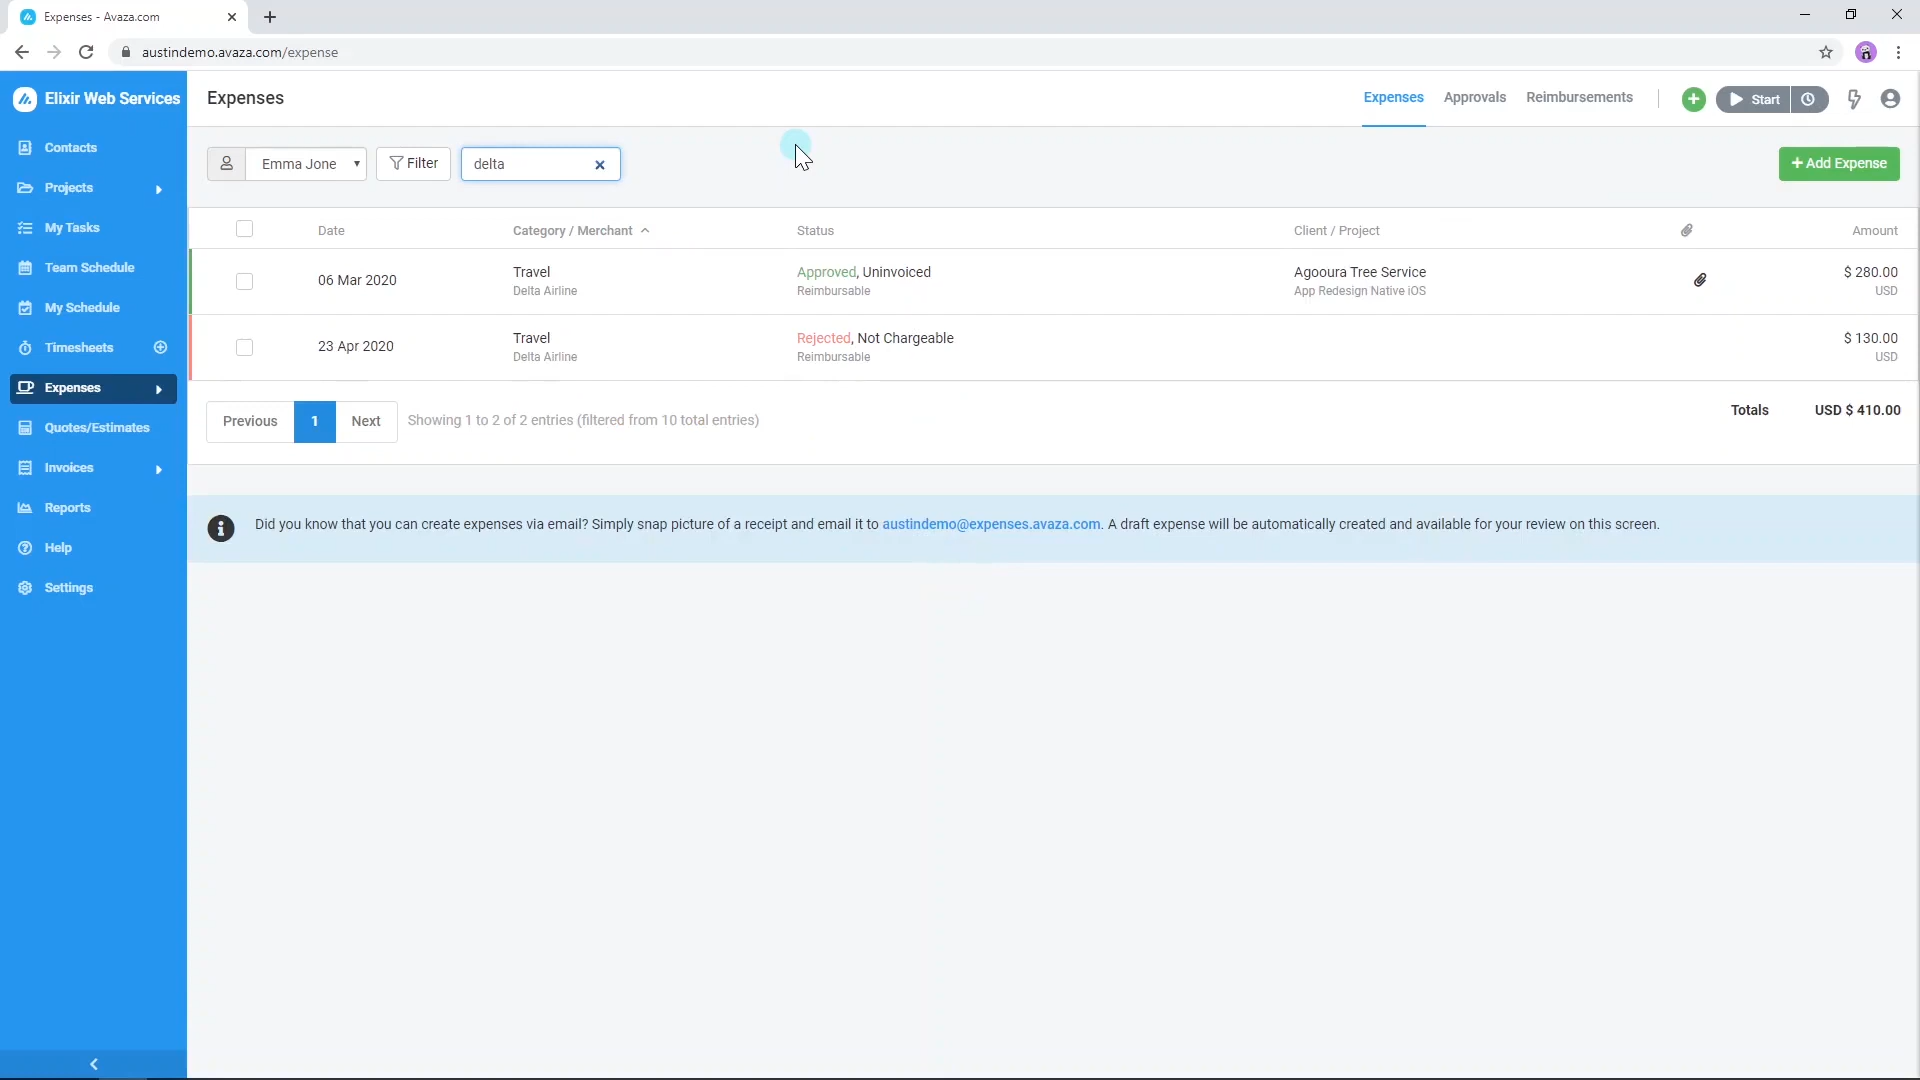 Expenses - Avaza.com
austindemo.avaza.com/expense
Elixir Web Services
Expenses
Expenses
Approvals
Reimbursements
Start
Contacts
Projects
My Tasks
Team Schedule
My Schedule
Timesheets
Expenses
Quotes/Estimates
Invoices
Reports
Help
Settings
Emma Jone
Filter
delta
+ Add Expense
Date
Category / Merchant
Status
Client / Project
Amount
06 Mar 2020
Travel
Delta Airline
Approved, Uninvoiced
Reimbursable
Agooura Tree Service
App Redesign Native iOS
$ 280.00
USD
23 Apr 2020
Travel
Delta Airline
Rejected, Not Chargeable
Reimbursable
$ 130.00
USD
Previous
1
Next
Showing 1 to 2 of 2 entries (filtered from 10 total entries)
Totals
USD $ 410.00
Did you know that you can create expenses via email? Simply snap picture of a receipt and email it to austindemo@expenses.avaza.com. A draft expense will be automatically created and available for your review on this screen.